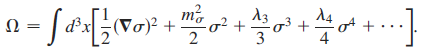 Ω = ∫ d³x[ 1/2 (∇σ)² + m_σ²/2 σ² + λ₃/3 σ³ + λ₄/4 σ⁴ + ⋯ ].